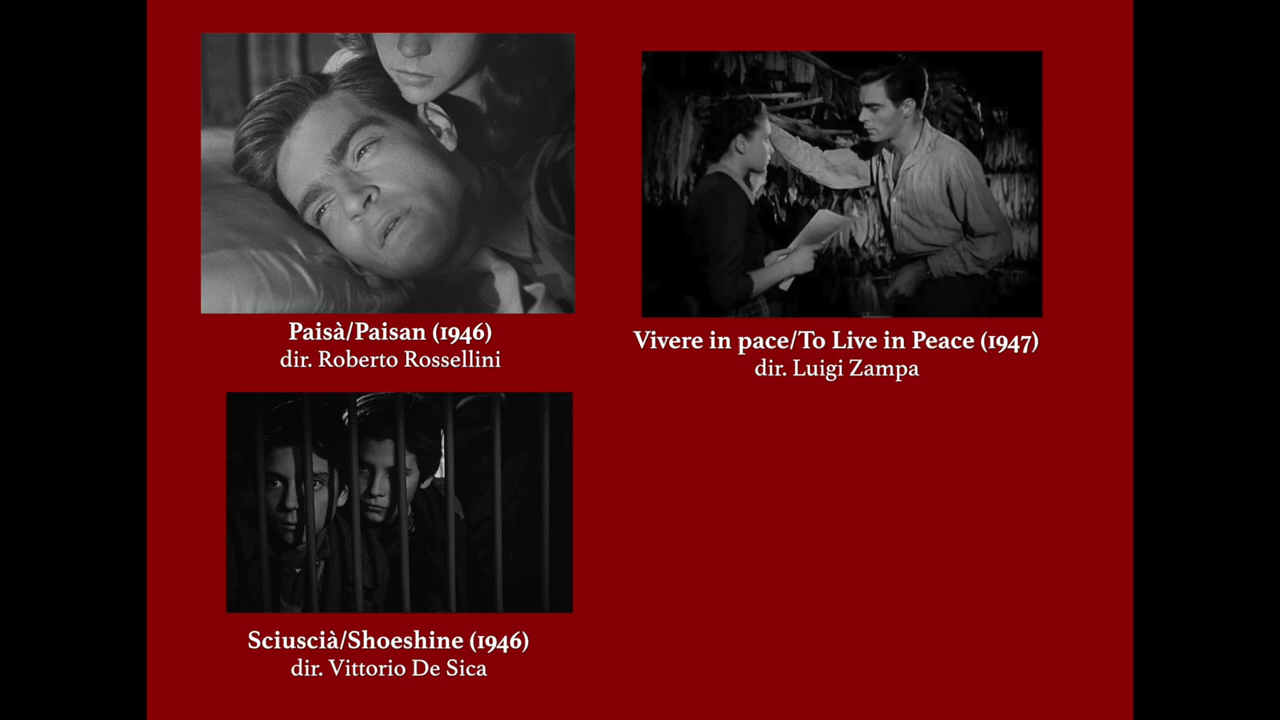 Paisà/Paisan (1946)
dir. Roberto Rossellini
Vivere in pace/To Live in Peace (1947)
dir. Luigi Zampa
Sciuscià/Shoeshine (1946)
dir. Vittorio De Sica